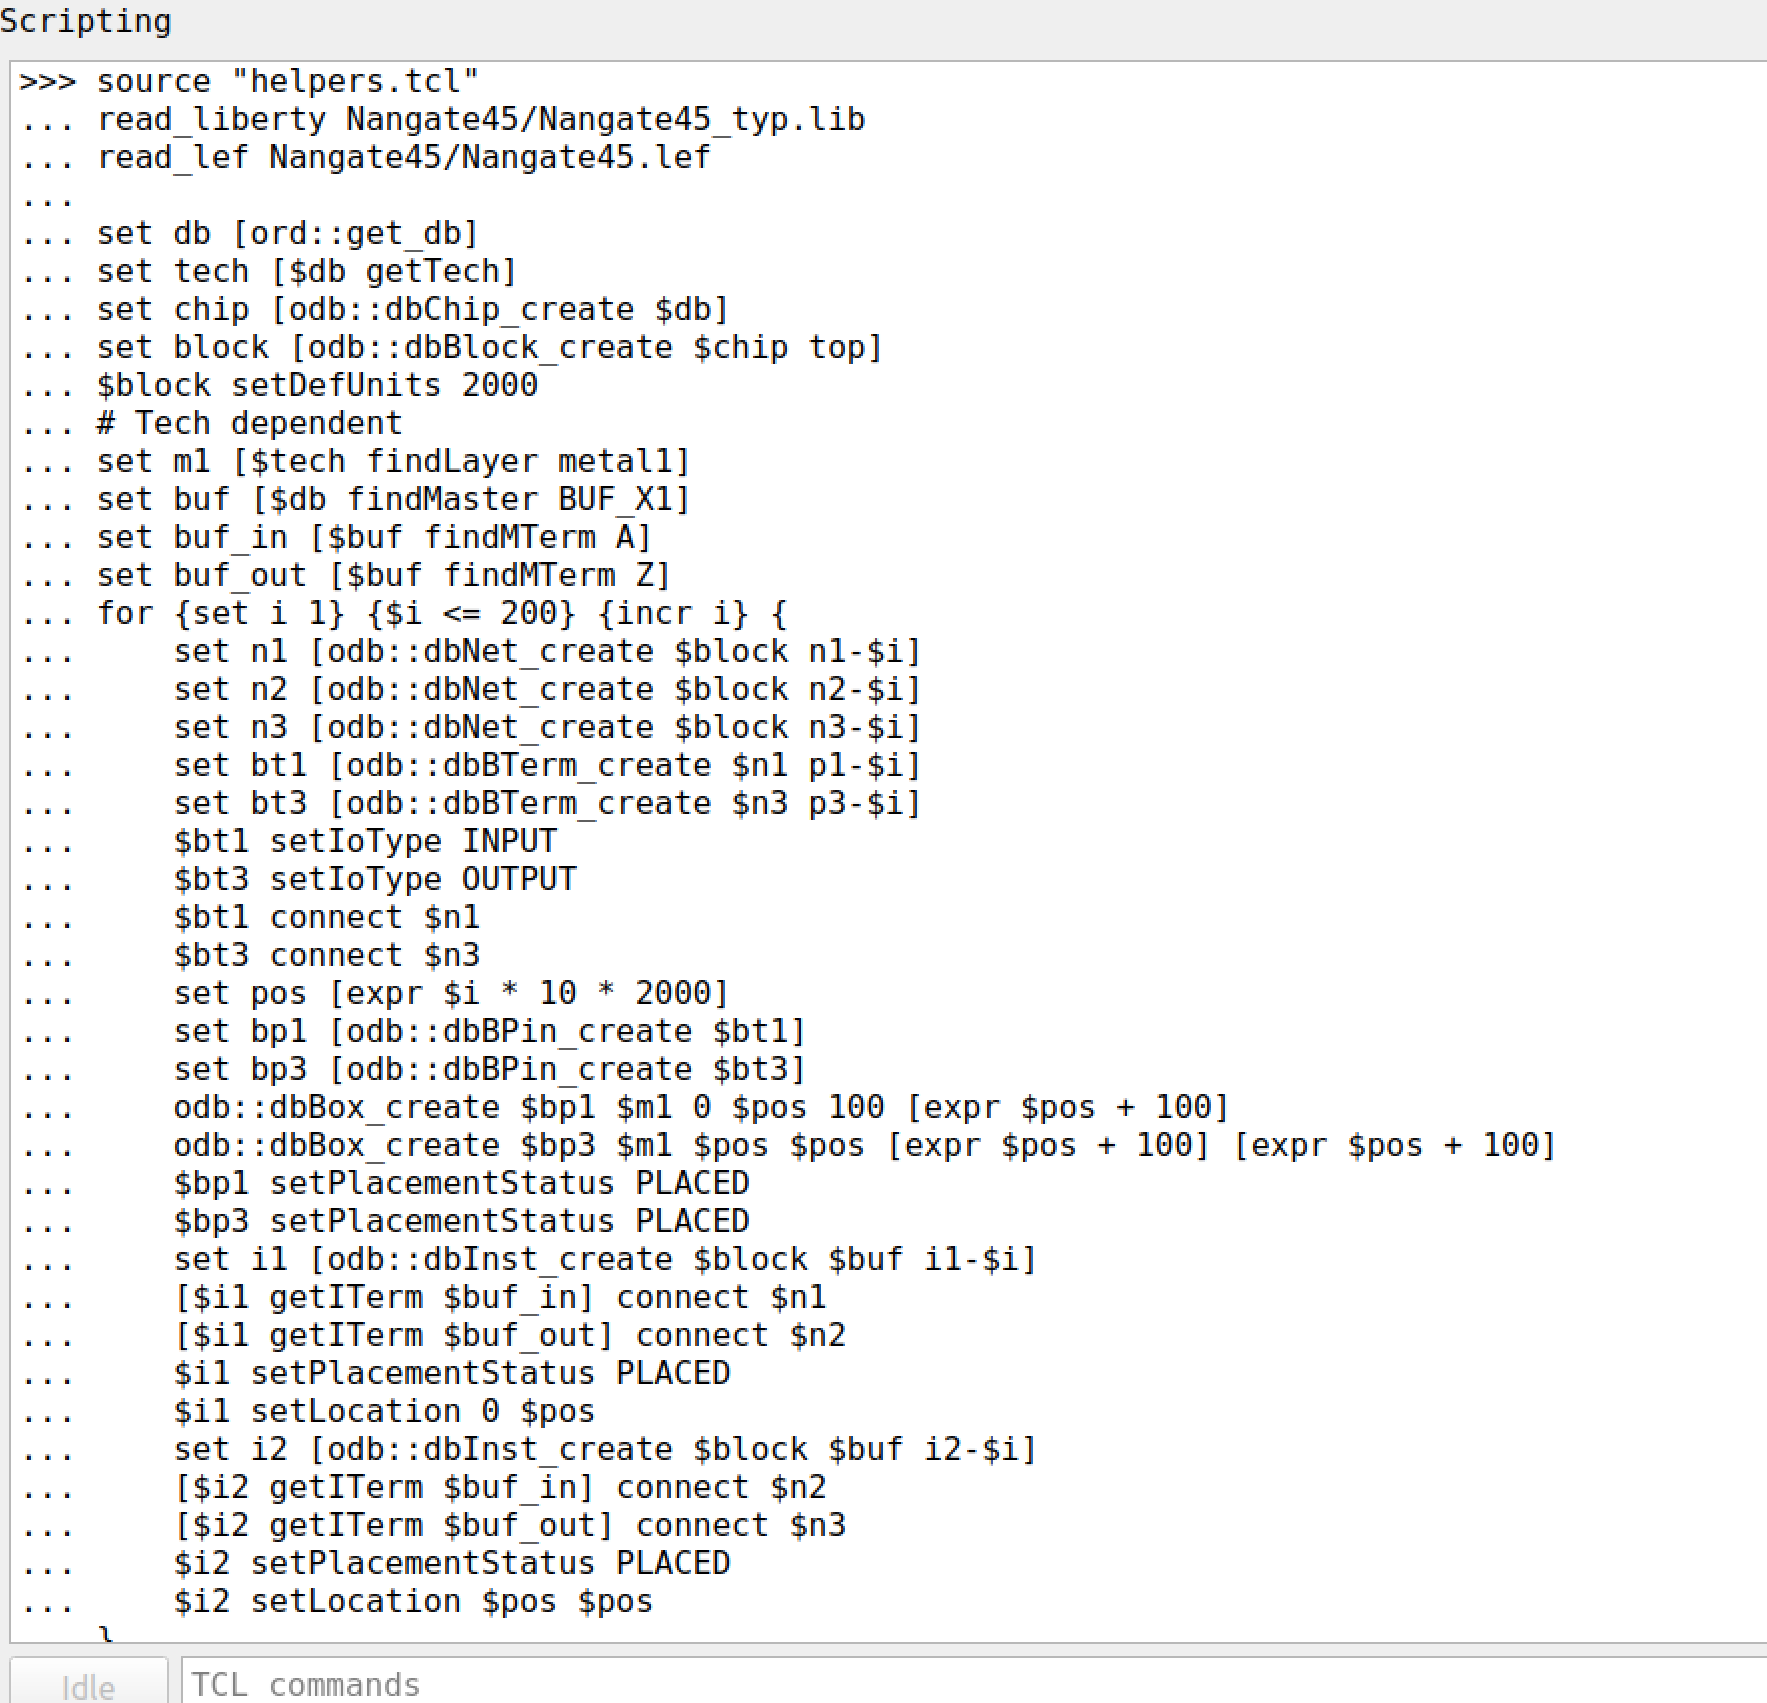 Scripting
>>> source "helpers.tcl"
... read_liberty Nangate45/Nangate45_typ.lib
... read_lef Nangate45/Nangate45.lef
...
... set db [ord::get_db]
... set tech [$db getTech]
... set chip [odb::dbChip_create $db]
... set block [odb::dbBlock_create $chip top]
... $block setDefUnits 2000
... # Tech dependent
... set m1 [$tech findLayer metal1]
... set buf [$db findMaster BUF_X1]
... set buf_in [$buf findMTerm A]
... set buf_out [$buf findMTerm Z]
... for {set i 1} {$i <= 200} {incr i} {
...     set n1 [odb::dbNet_create $block n1-$i]
...     set n2 [odb::dbNet_create $block n2-$i]
...     set n3 [odb::dbNet_create $block n3-$i]
...     set bt1 [odb::dbBTerm_create $n1 p1-$i]
...     set bt3 [odb::dbBTerm_create $n3 p3-$i]
...     $bt1 setIoType INPUT
...     $bt3 setIoType OUTPUT
...     $bt1 connect $n1
...     $bt3 connect $n3
...     set pos [expr $i * 10 * 2000]
...     set bp1 [odb::dbBPin_create $bt1]
...     set bp3 [odb::dbBPin_create $bt3]
...     odb::dbBox_create $bp1 $m1 0 $pos 100 [expr $pos + 100]
...     odb::dbBox_create $bp3 $m1 $pos $pos [expr $pos + 100] [expr $pos + 100]
...     $bp1 setPlacementStatus PLACED
...     $bp3 setPlacementStatus PLACED
...     set i1 [odb::dbInst_create $block $buf i1-$i]
...     [$i1 getITerm $buf_in] connect $n1
...     [$i1 getITerm $buf_out] connect $n2
...     $i1 setPlacementStatus PLACED
...     $i1 setLocation 0 $pos
...     set i2 [odb::dbInst_create $block $buf i2-$i]
...     [$i2 getITerm $buf_in] connect $n2
...     [$i2 getITerm $buf_out] connect $n3
...     $i2 setPlacementStatus PLACED
...     $i2 setLocation $pos $pos
}
Idle
TCL commands